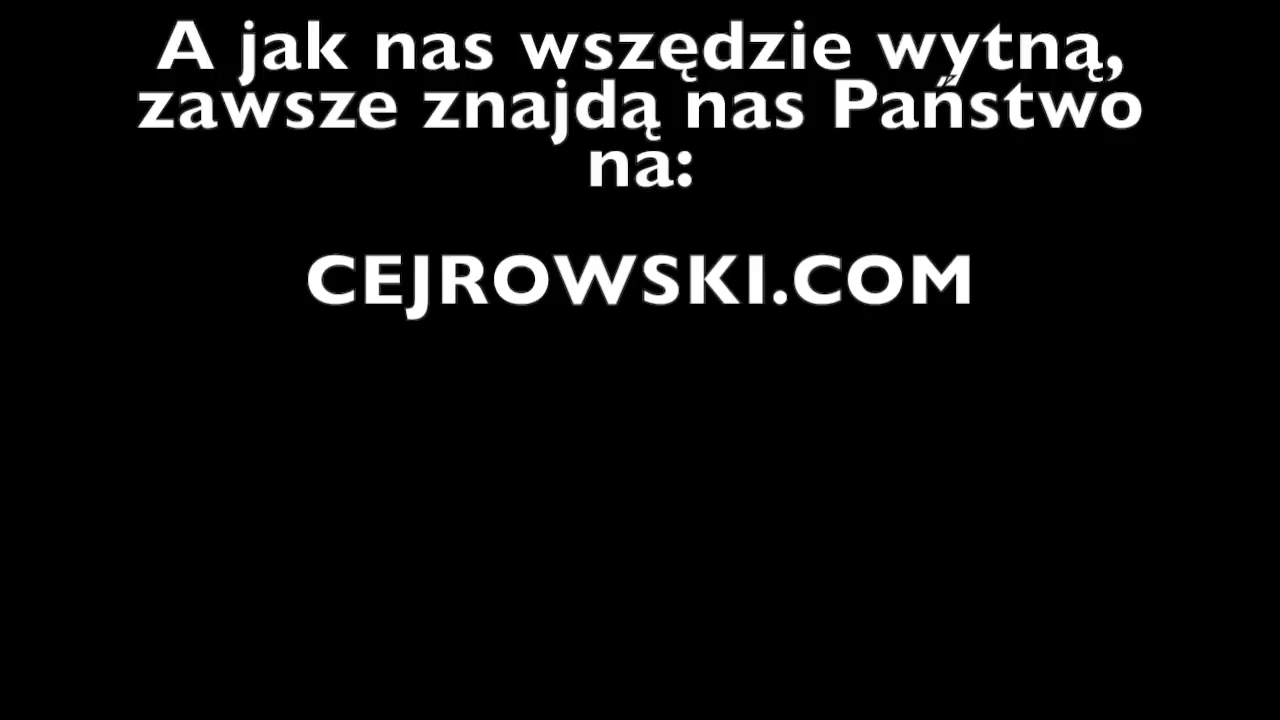 A jak nas wszędzie wytną,
zawsze znajdą nas Państwo
na:
CEJROWSKI.COM